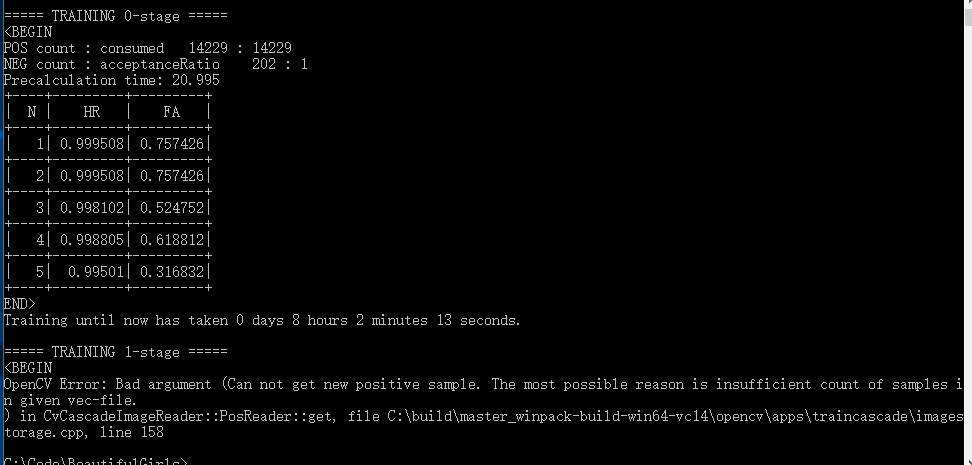 ===== TRAINING 0-stage =====
<BEGIN
POS count : consumed   14229 : 14229
NEG count : acceptanceRatio    202 : 1
Precalculation time: 20.995
+----+---------+---------+
|  N |    HR   |    FA   |
+----+---------+---------+
|   1| 0.999508| 0.757426|
+----+---------+---------+
|   2| 0.999508| 0.757426|
+----+---------+---------+
|   3| 0.998102| 0.524752|
+----+---------+---------+
|   4| 0.998805| 0.618812|
+----+---------+---------+
|   5|  0.99501| 0.316832|
+----+---------+---------+
END>
Training until now has taken 0 days 8 hours 2 minutes 13 seconds.
===== TRAINING 1-stage =====
<BEGIN
OpenCV Error: Bad argument (Can not get new positive sample. The most possible reason is insufficient count of samples i
n given vec-file.
) in CvCascadeImageReader::PosReader::get, file C:\build\master_winpack-build-win64-vc14\opencv\apps\traincascade\images
torage.cpp, line 158
C:\Code\BeautifulGirls>